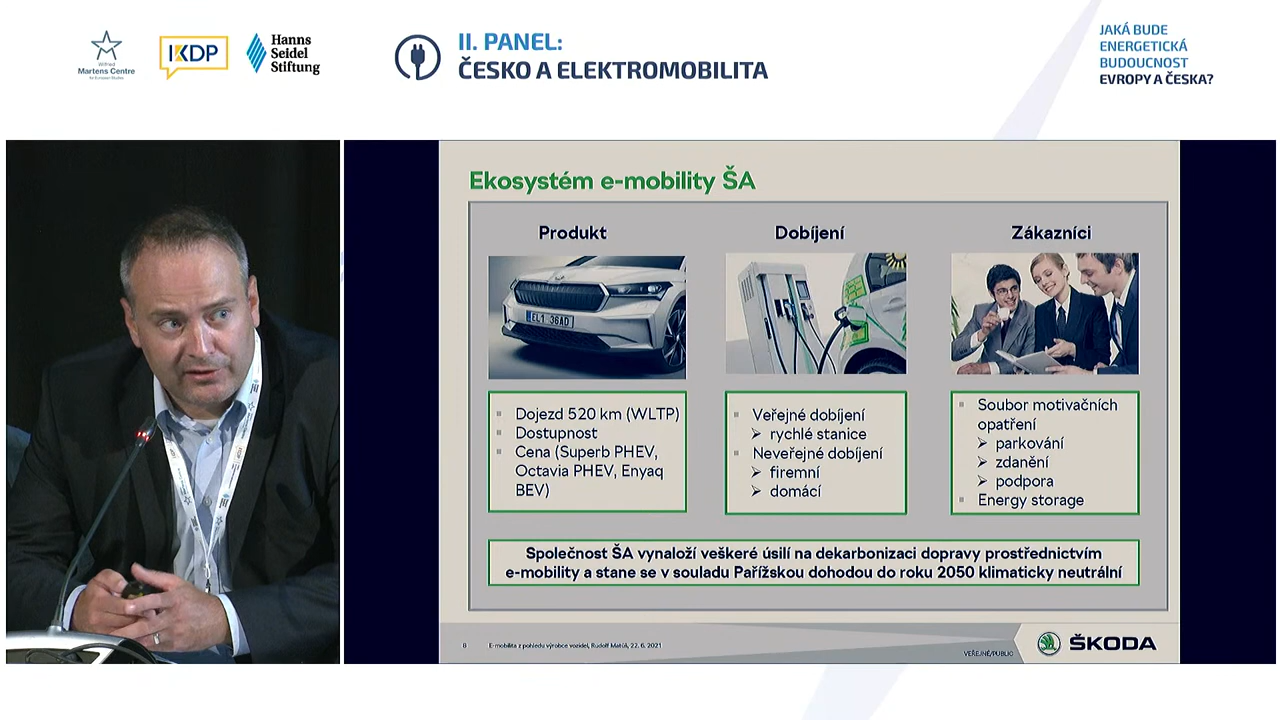 Wilfried
Martens Centre
for European Studies
IKDP
Hanns
Seidel
Stiftung
II. PANEL:
ČESKO A ELEKTROMOBILITA
JAKÁ BUDE
ENERGETICKÁ
BUDOUCNOST
EVROPY A ČESKA?
Ekosystém e-mobility ŠA
Produkt
EL1 36AD
Dojezd 520 km (WLTP)
Dostupnost
Cena (Superb PHEV,
Octavia PHEV, Enyaq
BEV)
Dobíjení
Veřejné dobíjení
rychlé stanice
Neveřejné dobíjení
firemní
domácí
Zákazníci
Soubor motivačních
opatření
parkování
zdanění
podpora
Energy storage
Společnost ŠA vynaloží veškeré úsilí na dekarbonizaci dopravy prostřednictvím
e-mobility a stane se v souladu Pařížskou dohodou do roku 2050 klimaticky neutrální
8 E-mobilita z pohledu výrobce vozidel, Rudolf Matúš, 22. 6. 2021
VEŘEJNÉ/PUBLIC
ŠKODA